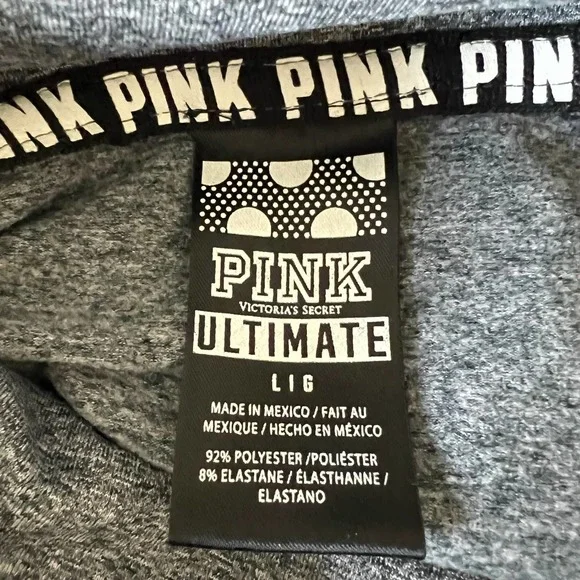 INK PINK PINK PIN
PINK
VICTORIA'S SECRET
ULTIMATE
L I G
MADE IN MEXICO / FAIT AU
MEXIQUE / HECHO EN MÉXICO
92% POLYESTER /POLIÉSTER
8% ELASTANE / ÉLASTHANNE /
ELASTANO